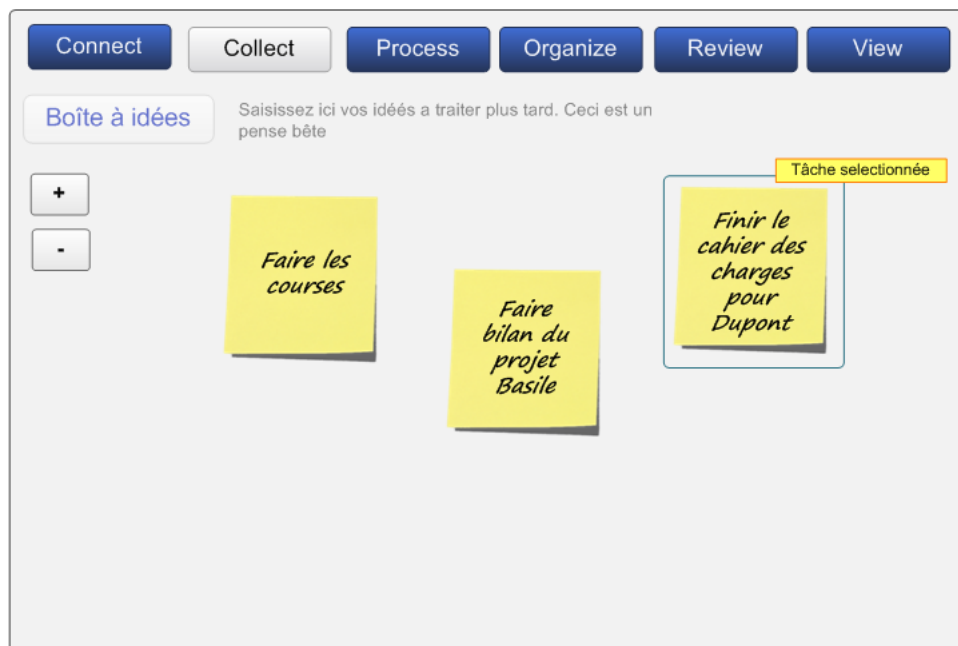 Connect Collect Process Organize Review View
Boîte à idées
Saisissez ici vos idéés a traiter plus tard. Ceci est un
pense bête
Tâche selectionnée
+
-
Faire les
courses
Faire
bilan du
projet
Basile
Finir le
cahier des
charges
pour
Dupont